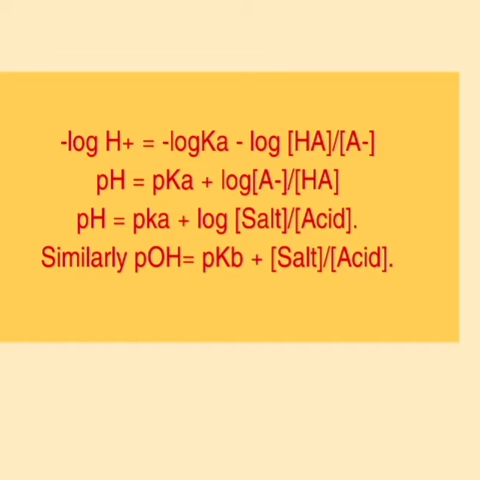 -log H+ = -logKa - log [HA]/[A-]
pH = pKa + log[A-]/[HA]
pH = pka + log [Salt]/[Acid].
Similarly pOH= pKb + [Salt]/[Acid].